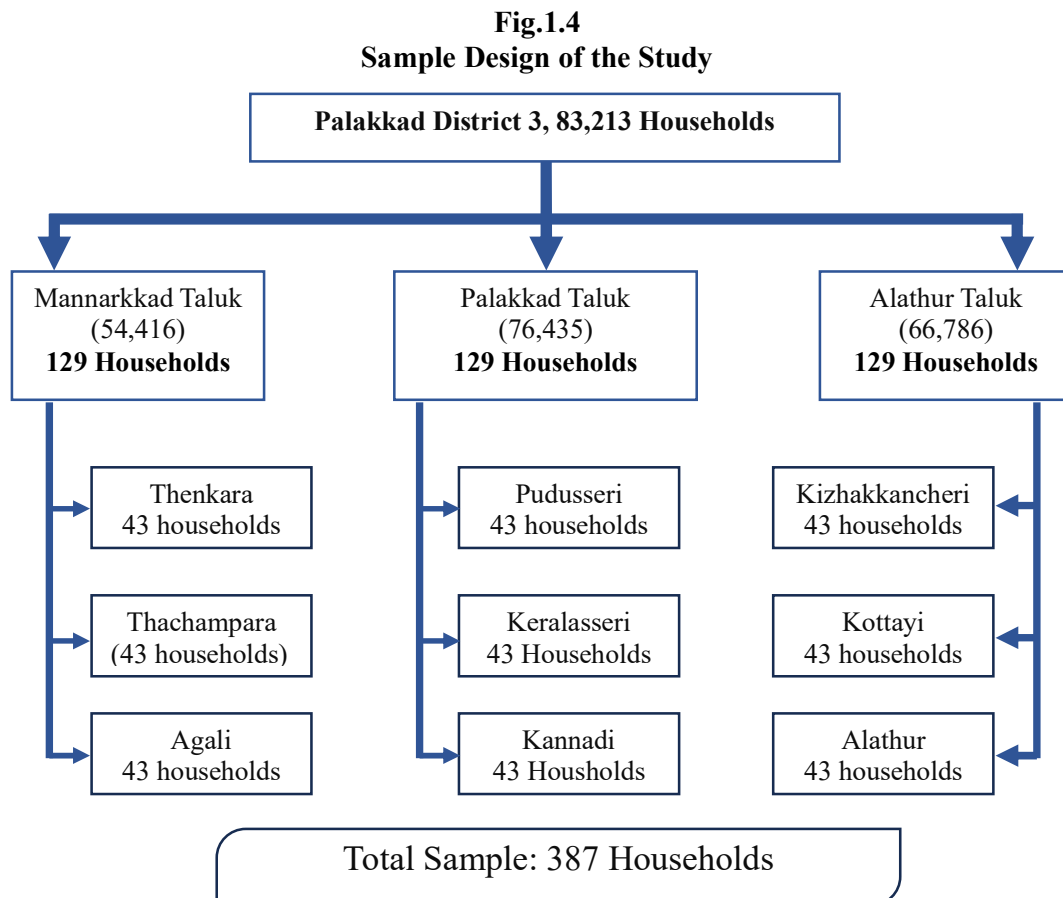 Fig.1.4
Sample Design of the Study
Palakkad District 3, 83,213 Households
Mannarkkad Taluk
(54,416)
129 Households
Palakkad Taluk
(76,435)
129 Households
Alathur Taluk
(66,786)
129 Households
Thenkara
43 households
Pudusseri
43 households
Kizhakkancheri
43 households
Thachampara
(43 households)
Keralasseri
43 Households
Kottayi
43 households
Agali
43 households
Kannadi
43 Housholds
Alathur
43 households
Total Sample: 387 Households